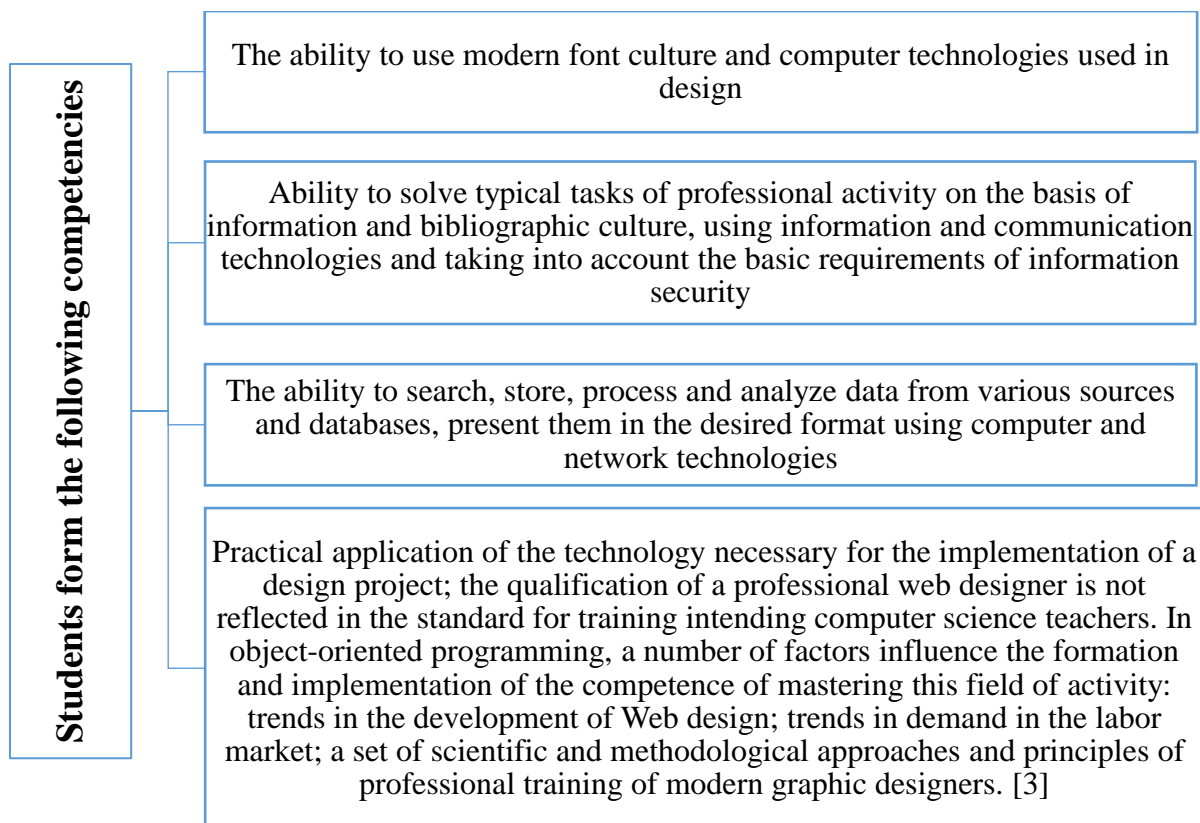 Students form the following competencies
The ability to use modern font culture and computer technologies used in
design
Ability to solve typical tasks of professional activity on the basis of
information and bibliographic culture, using information and communication
technologies and taking into account the basic requirements of information
security
The ability to search, store, process and analyze data from various sources
and databases, present them in the desired format using computer and
network technologies
Practical application of the technology necessary for the implementation of a
design project; the qualification of a professional web designer is not
reflected in the standard for training intending computer science teachers. In
object-oriented programming, a number of factors influence the formation
and implementation of the competence of mastering this field of activity:
trends in the development of Web design; trends in demand in the labor
market; a set of scientific and methodological approaches and principles of
professional training of modern graphic designers. [3]